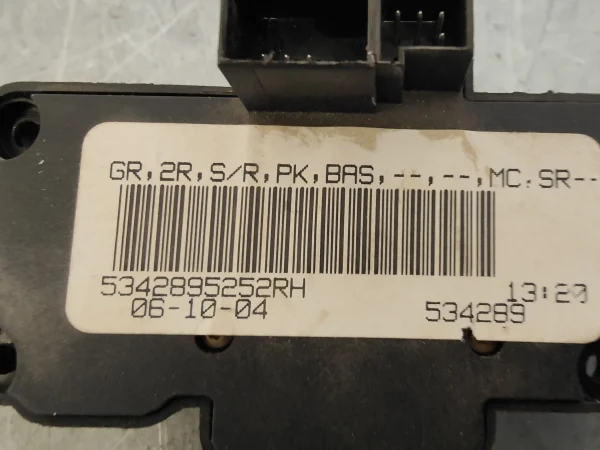 GR,2R,S/R,PK,BAS,--,--,MC.SR--
5342895252RH 13:20
06-10-04 534289